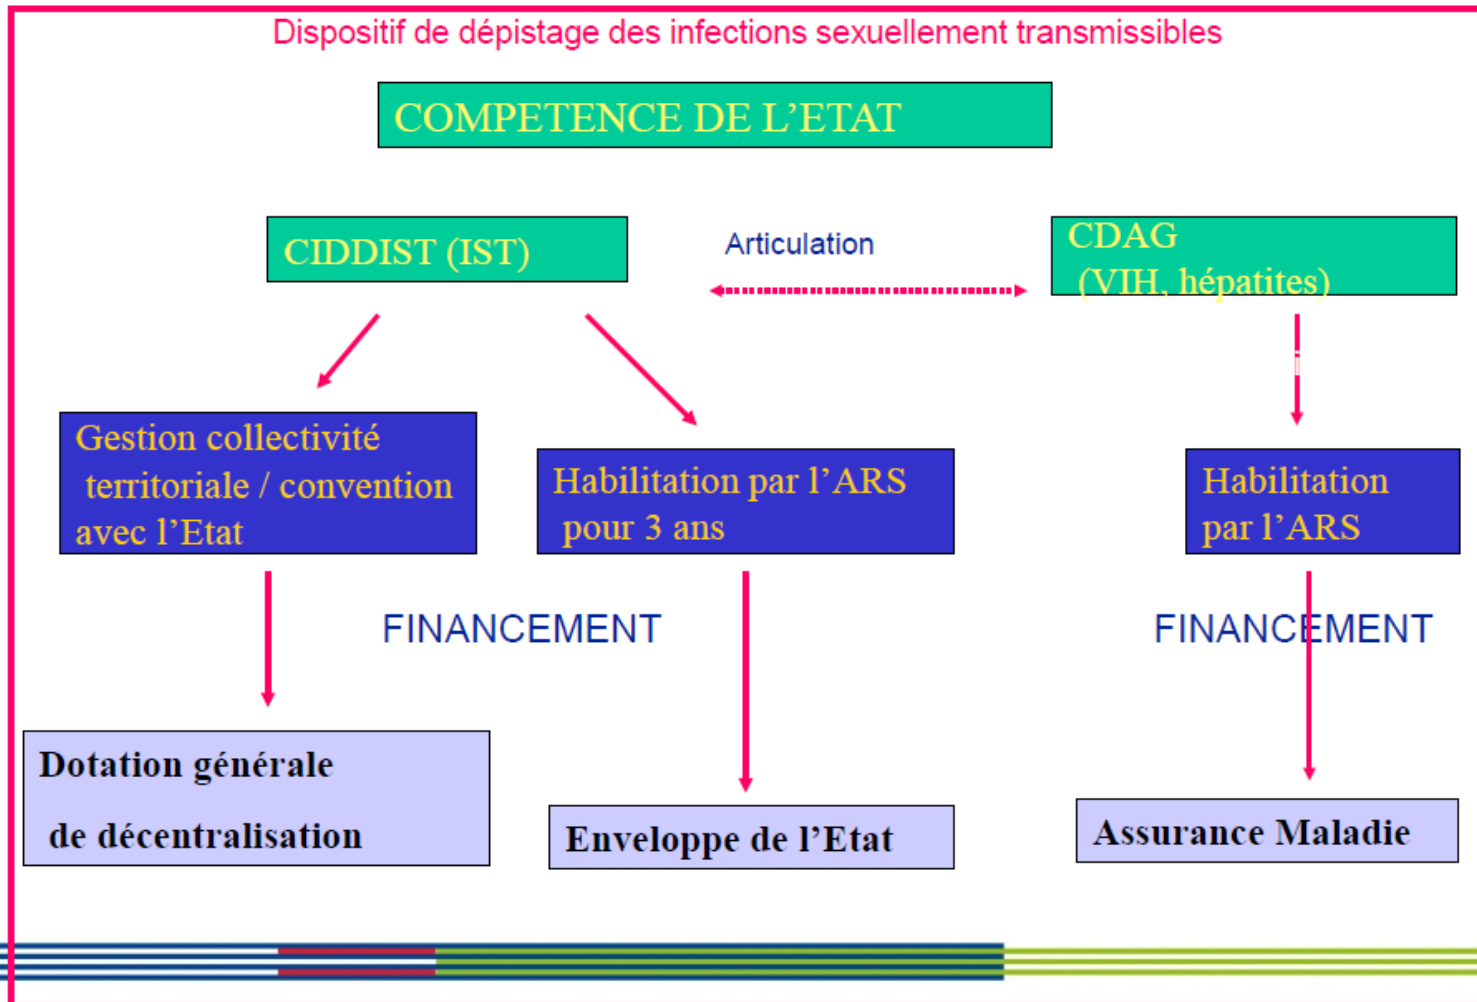 Dispositif de dépistage des infections sexuellement transmissibles
COMPETENCE DE L’ETAT
CIDDIST (IST)
Articulation
CDAG
(VIH, hépatites)
Gestion collectivité
territoriale / convention
avec l’Etat
Habilitation par l’ARS
pour 3 ans
Habilitation
par l’ARS
FINANCEMENT
FINANCEMENT
Dotation générale
de décentralisation
Enveloppe de l’Etat
Assurance Maladie